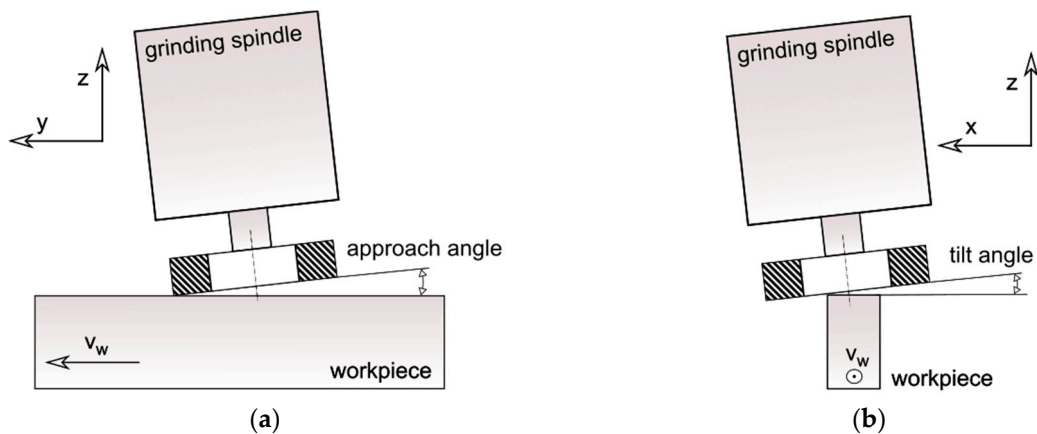 grinding spindle
z
y
approach angle
v_w
workpiece
(a)
grinding spindle
z
x
tilt angle
v_w
workpiece
(b)